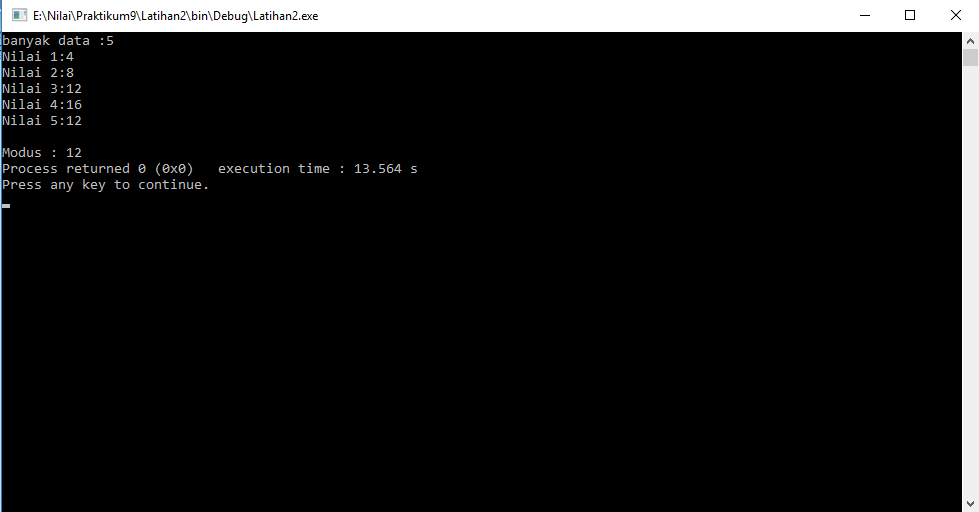 E:\Nilai\Praktikum9\Latihan2\bin\Debug\Latihan2.exe
banyak data :5
Nilai 1:4
Nilai 2:8
Nilai 3:12
Nilai 4:16
Nilai 5:12
Modus : 12
Process returned 0 (0x0)   execution time : 13.564 s
Press any key to continue.